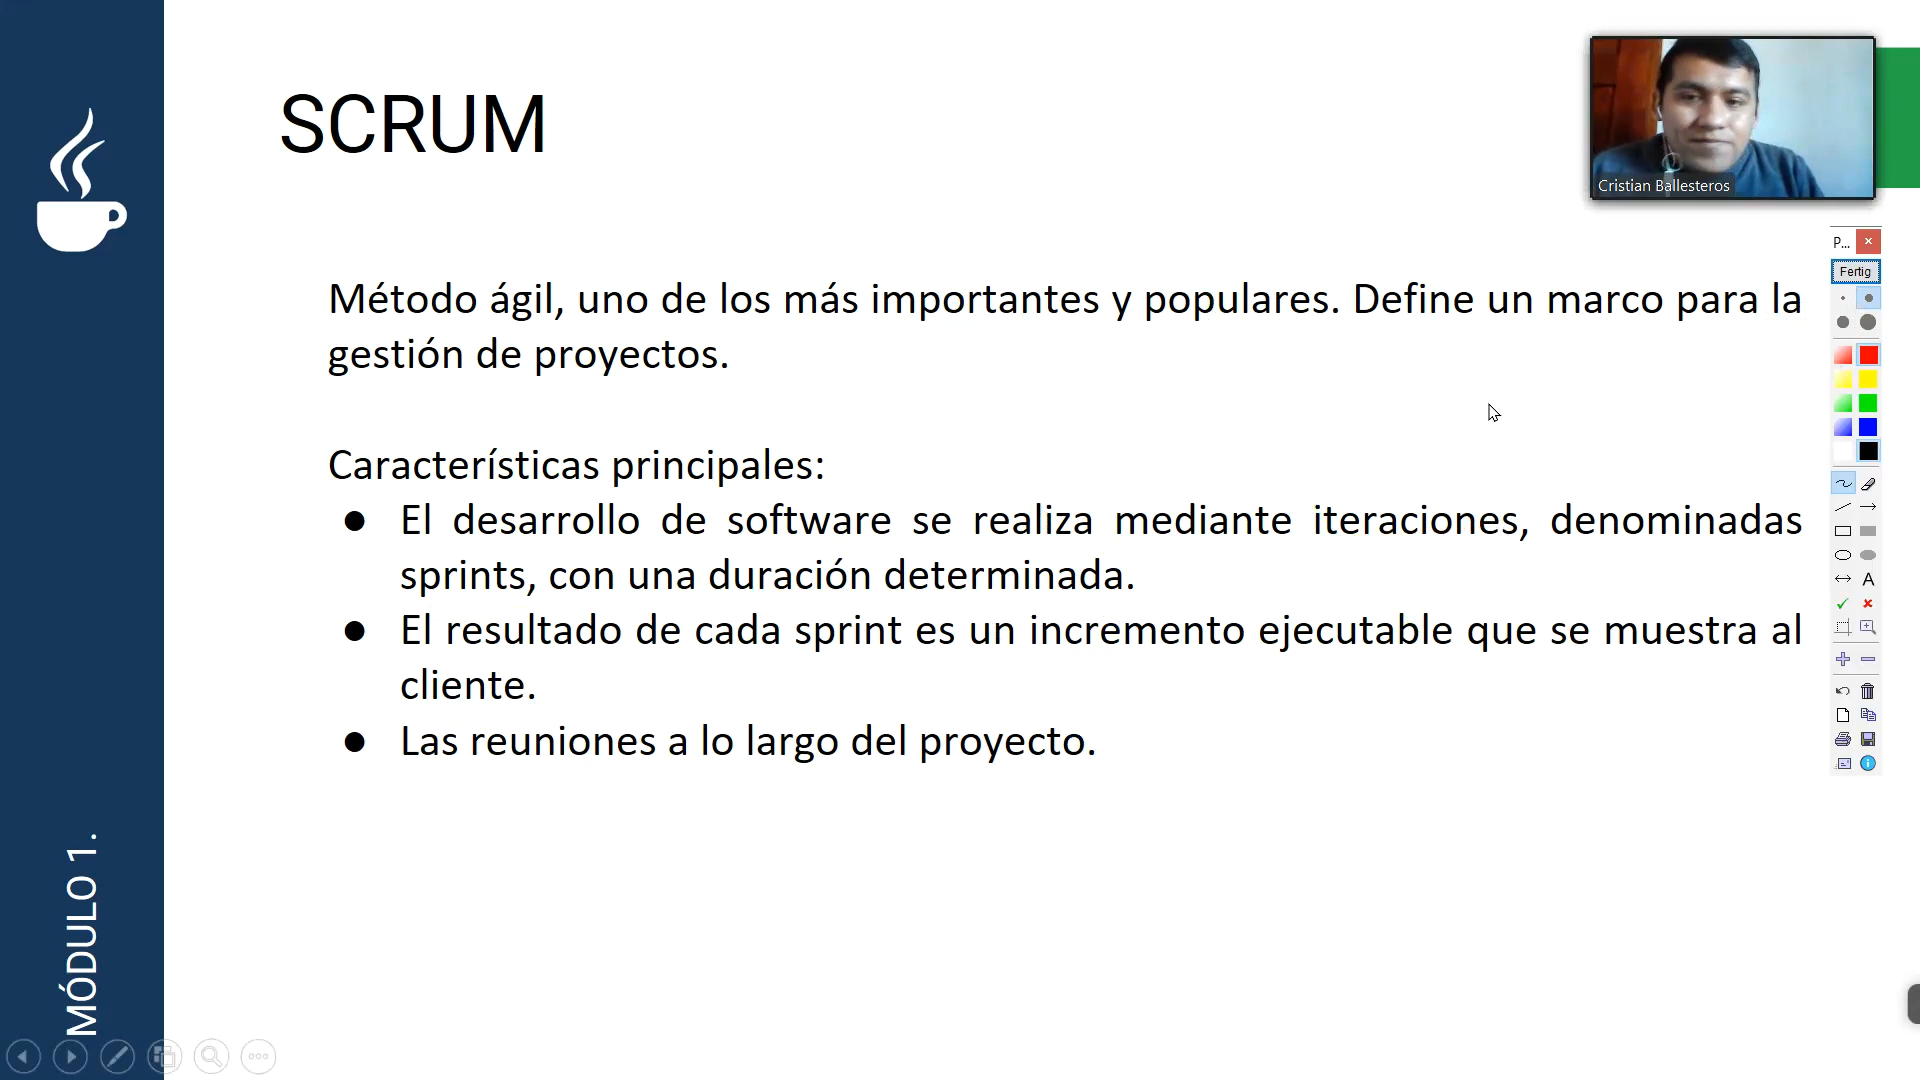 SCRUM
Cristian Ballesteros
P...
Fertig
Método ágil, uno de los más importantes y populares. Define un marco para la
gestión de proyectos.
Características principales:
● El desarrollo de software se realiza mediante iteraciones, denominadas
sprints, con una duración determinada.
● El resultado de cada sprint es un incremento ejecutable que se muestra al
cliente.
● Las reuniones a lo largo del proyecto.
A
MÓDULO 1.